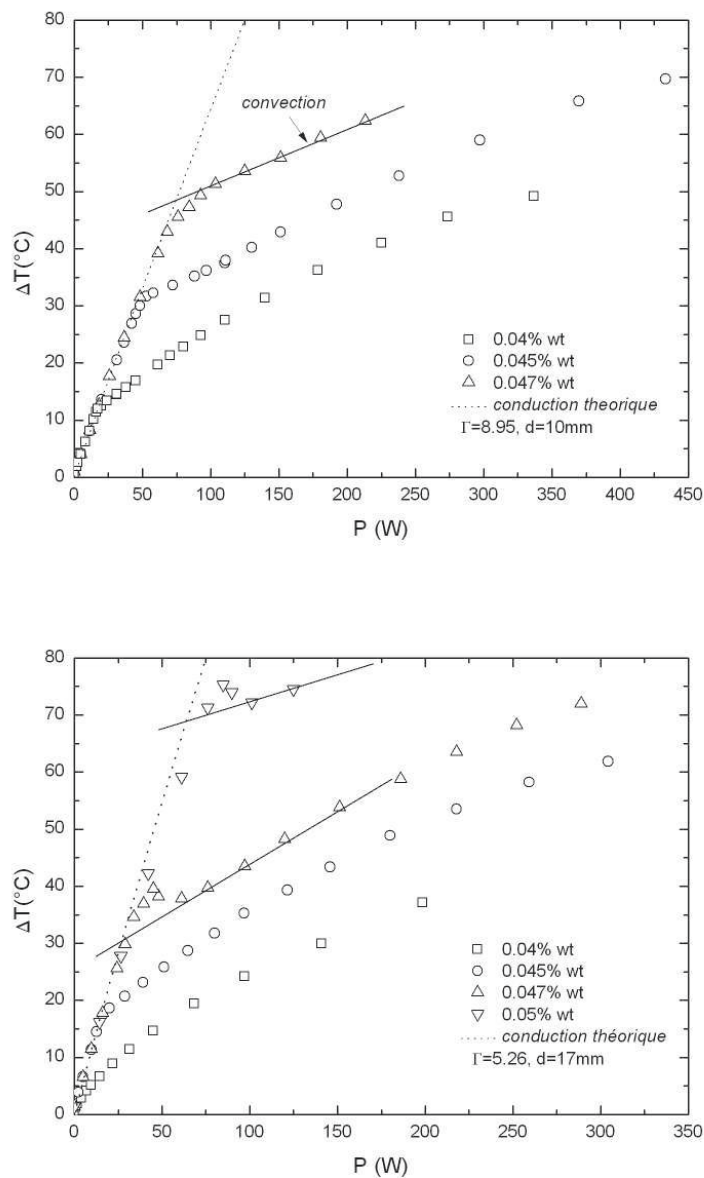 80
70
60
50
40
30
20
10
0
ΔT(°C)
convection
□ 0.04% wt
○ 0.045% wt
△ 0.047% wt
····· conduction theorique
Γ=8.95, d=10mm
0 50 100 150 200 250 300 350 400 450
P (W)
80
70
60
50
40
30
20
10
0
ΔT(°C)
□ 0.04% wt
○ 0.045% wt
△ 0.047% wt
▽ 0.05% wt
····· conduction théorique
Γ=5.26, d=17mm
0 50 100 150 200 250 300 350
P (W)